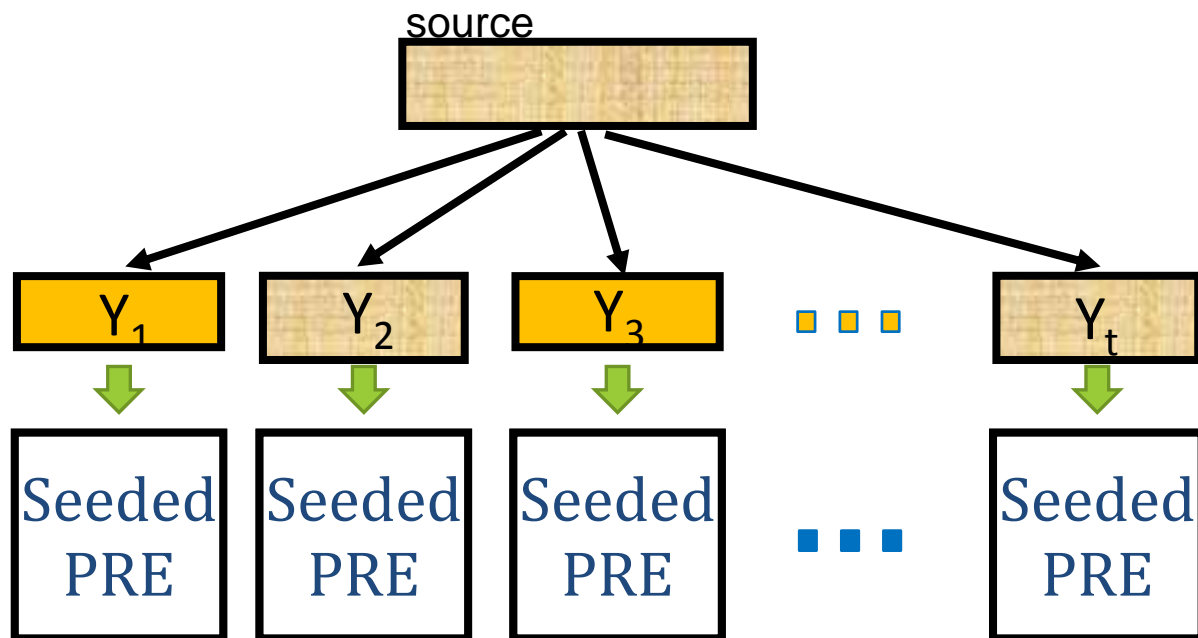 source
Y₁ Y₂ Y₃ Yₜ
Seeded Seeded Seeded Seeded
PRE PRE PRE PRE